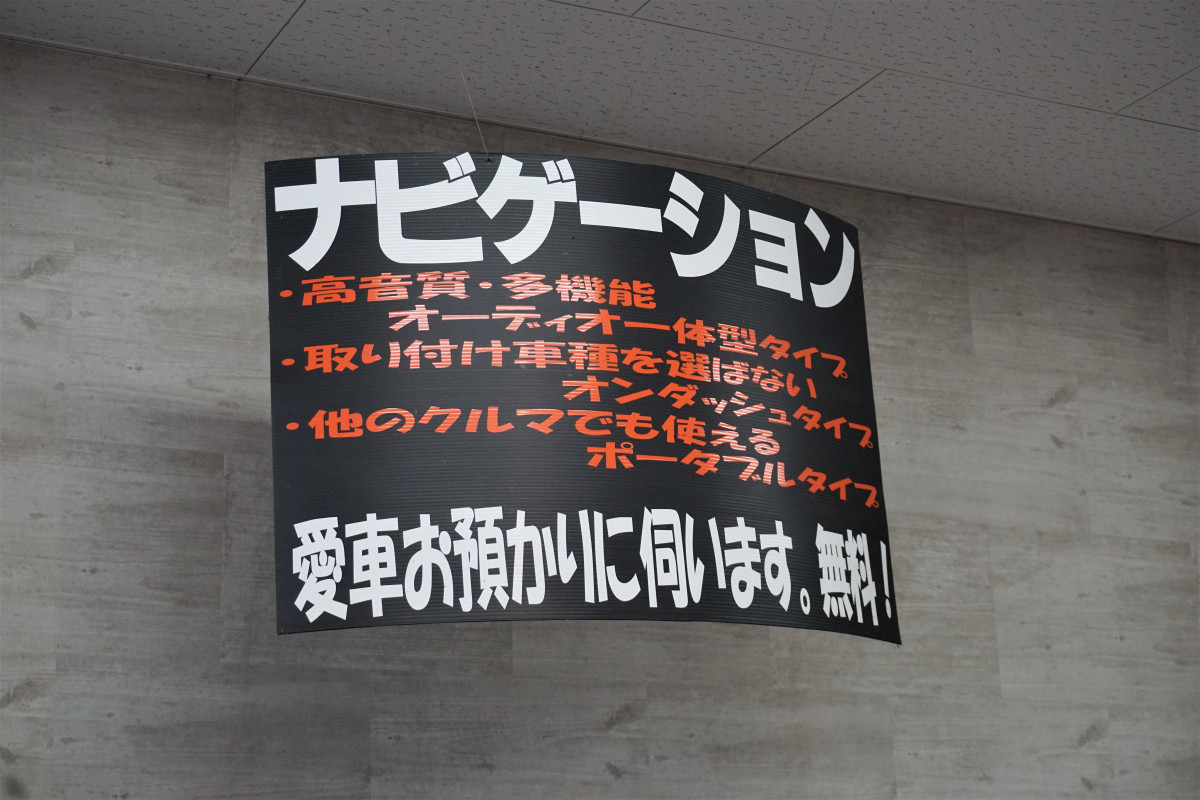 ナビゲーション
・高音質・多機能
オーディオ一体型タイプ
・取り付け車種を選ばない
オンダッシュタイプ
・他のクルマでも使える
ポータブルタイプ
愛車お預かりに伺います。無料!